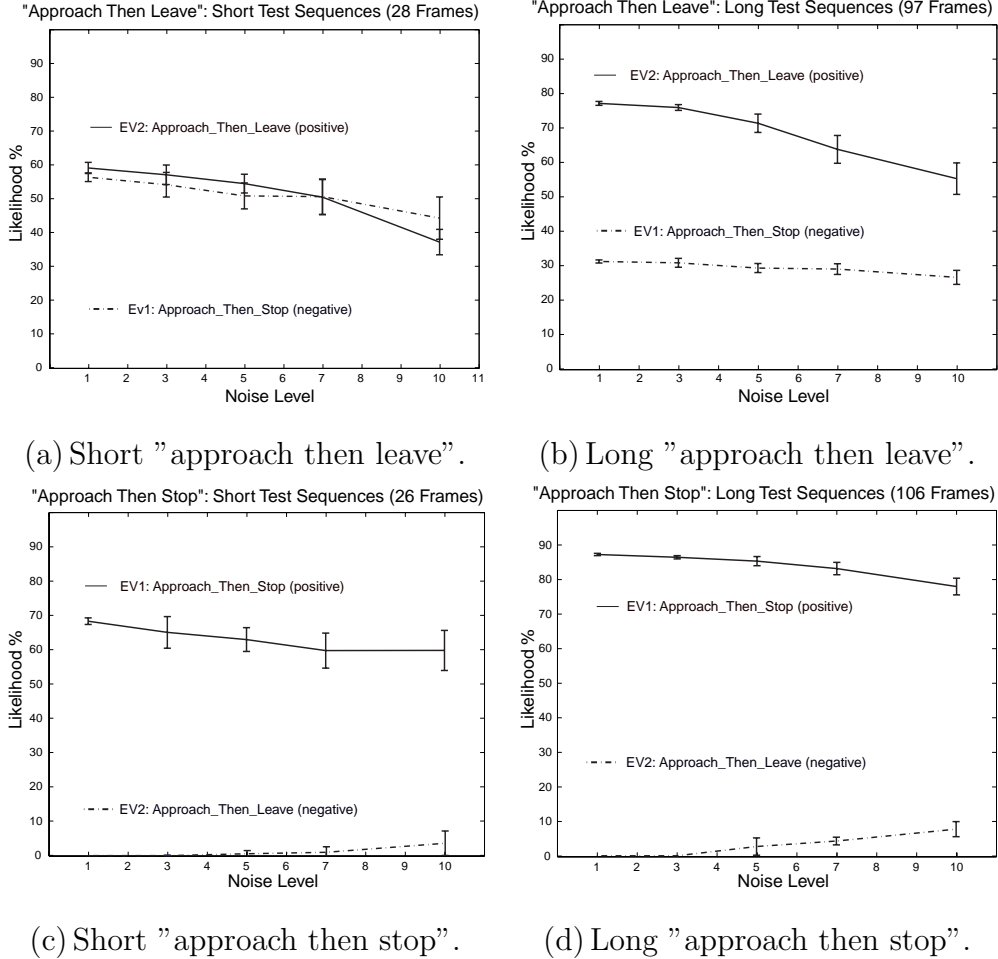 "Approach Then Leave": Short Test Sequences (28 Frames)
90
80
70
60
50
40
30
20
10
0
Likelihood %
EV2: Approach_Then_Leave (positive)
Ev1: Approach_Then_Stop (negative)
1 2 3 4 5 6 7 8 9 10 11
Noise Level
(a) Short ”approach then leave”.
"Approach Then Leave": Long Test Sequences (97 Frames)
90
80
70
60
50
40
30
20
10
0
Likelihood %
EV2: Approach_Then_Leave (positive)
EV1: Approach_Then_Stop (negative)
1 2 3 4 5 6 7 8 9 10
Noise Level
(b) Long ”approach then leave”.
"Approach Then Stop": Short Test Sequences (26 Frames)
90
80
70
60
50
40
30
20
10
0
Likelihood %
EV1: Approach_Then_Stop (positive)
EV2: Approach_Then_Leave (negative)
1 2 3 4 5 6 7 8 9 10
Noise Level
(c) Short ”approach then stop”.
"Approach Then Stop": Long Test Sequences (106 Frames)
90
80
70
60
50
40
30
20
10
0
Likelihood %
EV1: Approach_Then_Stop (positive)
EV2: Approach_Then_Leave (negative)
1 2 3 4 5 6 7 8 9 10
Noise Level
(d) Long ”approach then stop”.